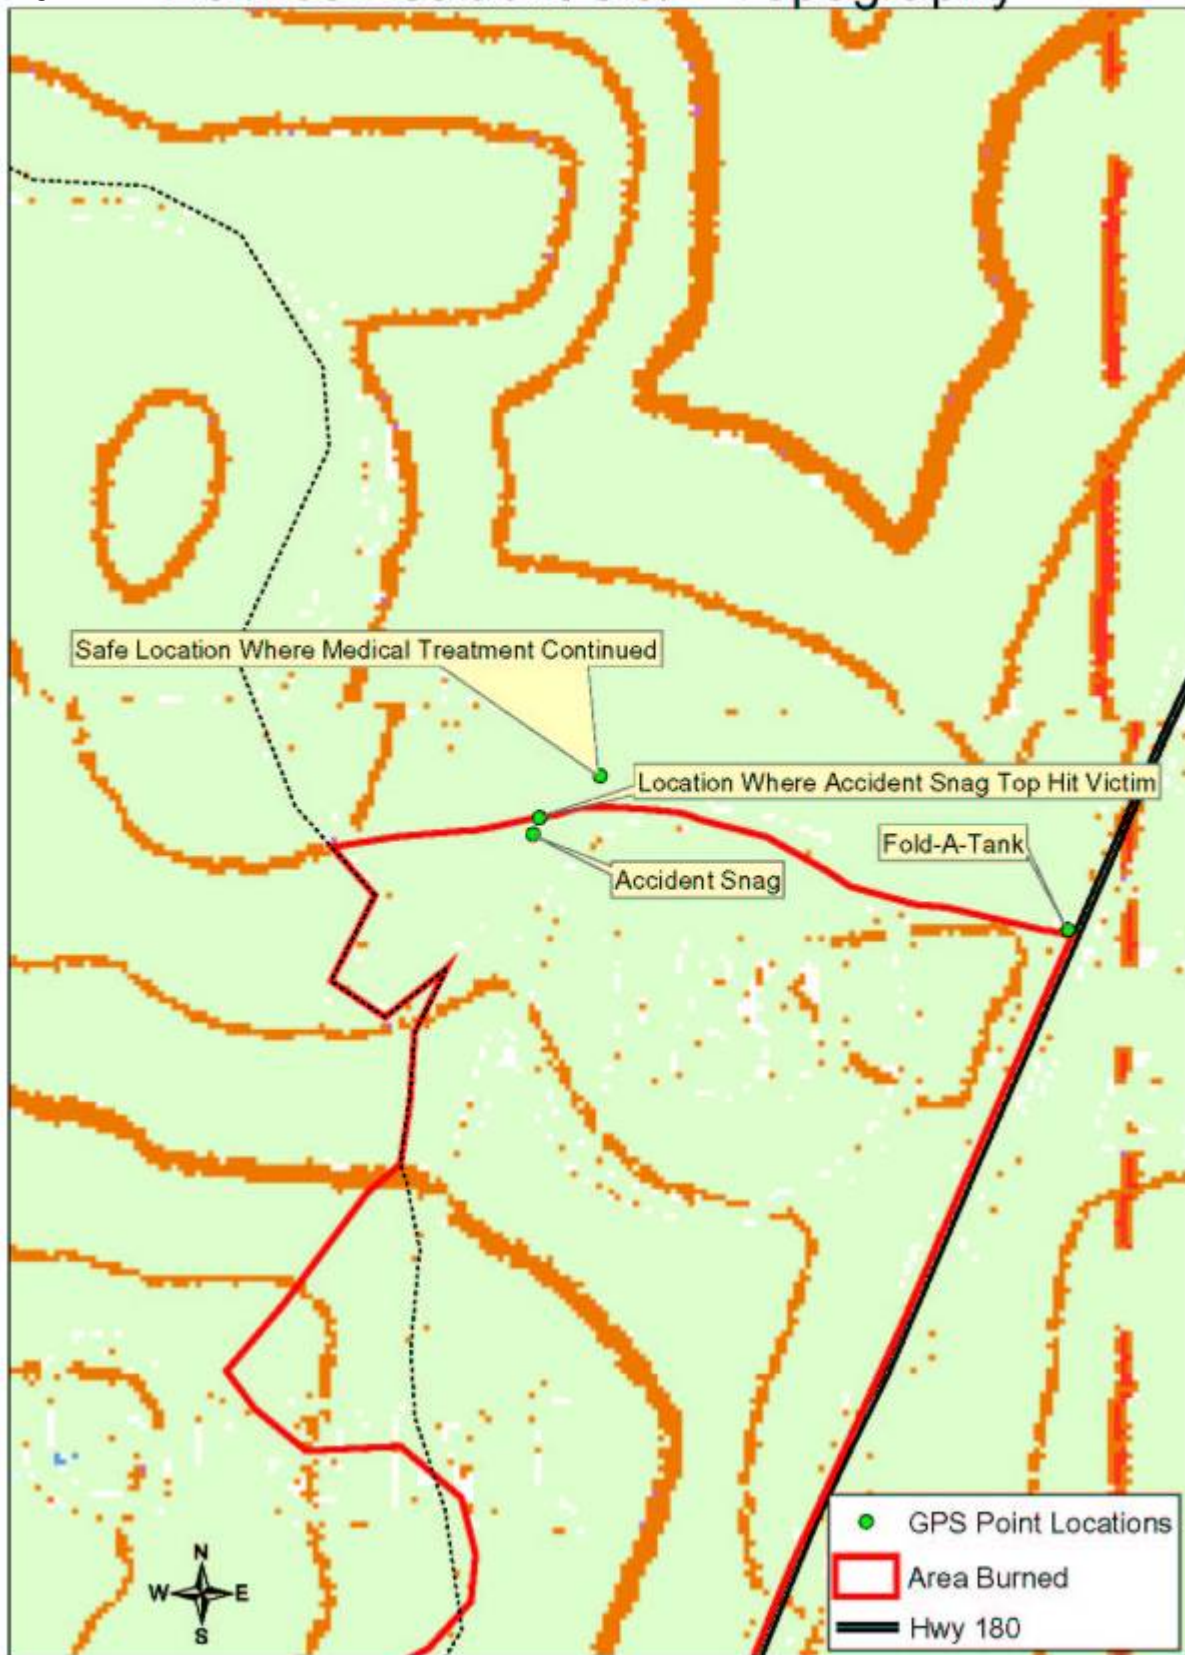 Topography
Safe Location Where Medical Treatment Continued
Location Where Accident Snag Top Hit Victim
Fold-A-Tank
Accident Snag
GPS Point Locations
Area Burned
Hwy 180
N
W E
S